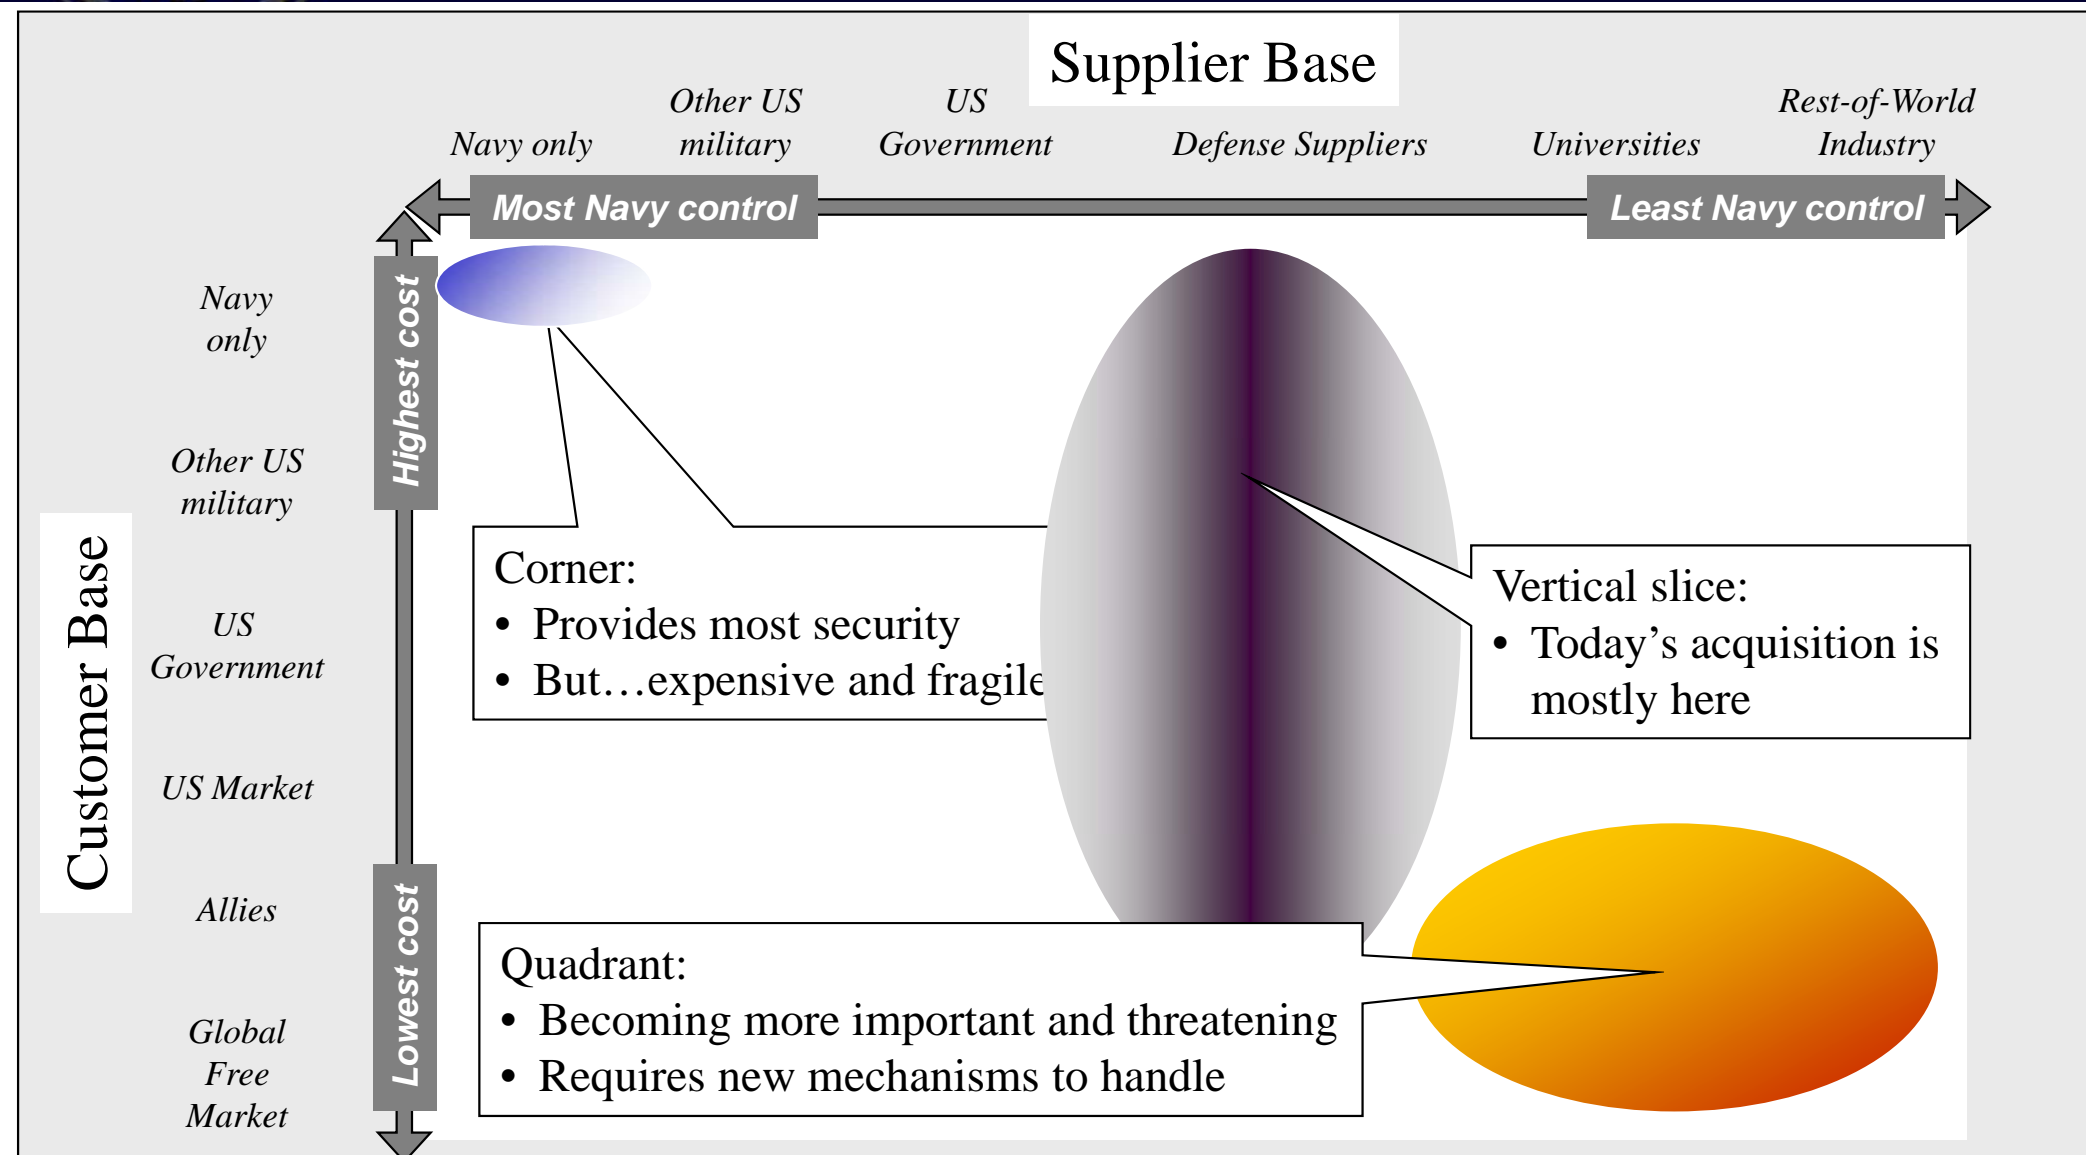 Supplier Base
Other US
military
US
Government
Rest-of-World
Industry
Navy only
Defense Suppliers
Universities
Most Navy control
Least Navy control
Customer Base
Navy
only
Other US
military
US
Government
US Market
Allies
Global
Free
Market
Highest cost
Lowest cost
Corner:
• Provides most security
• But…expensive and fragile
Vertical slice:
• Today's acquisition is
mostly here
Quadrant:
• Becoming more important and threatening
• Requires new mechanisms to handle